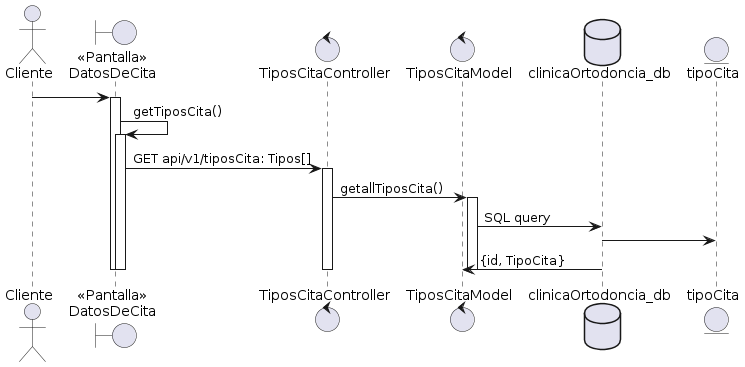 «Pantalla»
Cliente
DatosDeCita
TiposCitaController
TiposCitaModel
clinicaOrtodoncia_db
tipoCita
getTiposCita()
GET api/v1/tiposCita: Tipos[]
getallTiposCita()
SQL query
{id, TipoCita}
Cliente
«Pantalla»
DatosDeCita
TiposCitaController
TiposCitaModel
clinicaOrtodoncia_db
tipoCita